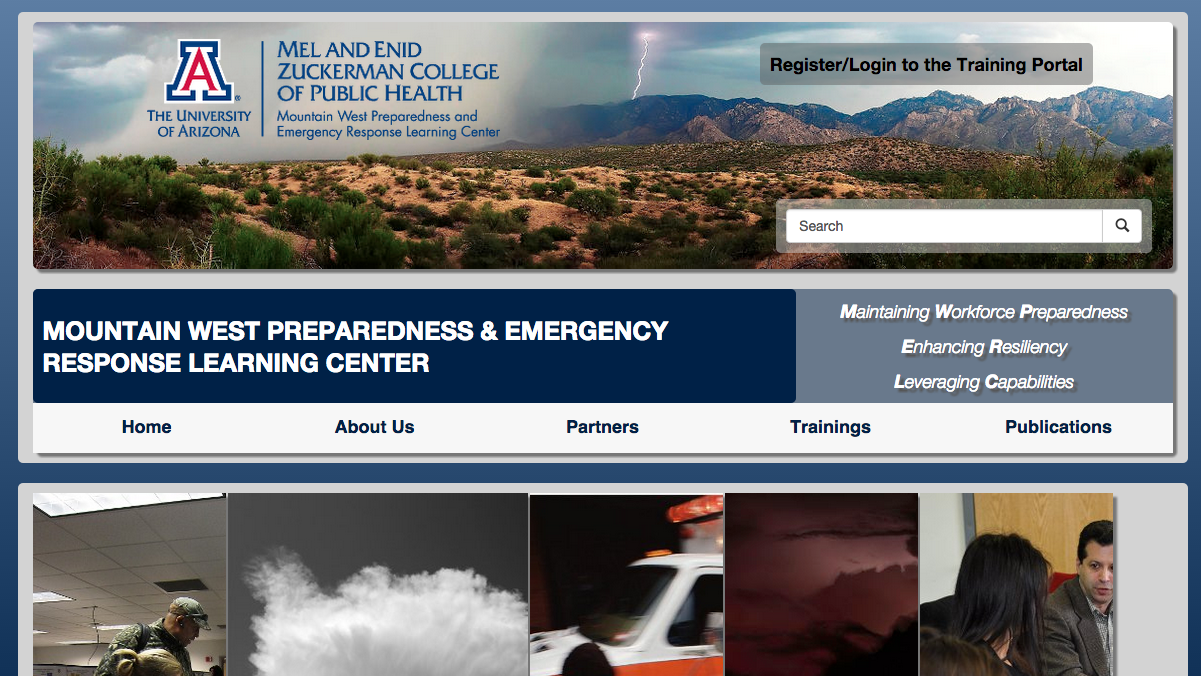 A
®
THE UNIVERSITY
OF ARIZONA
MEL AND ENID
ZUCKERMAN COLLEGE
OF PUBLIC HEALTH
Mountain West Preparedness and
Emergency Response Learning Center
Register/Login to the Training Portal
Search
MOUNTAIN WEST PREPAREDNESS & EMERGENCY
RESPONSE LEARNING CENTER
Maintaining Workforce Preparedness
Enhancing Resiliency
Leveraging Capabilities
Home About Us Partners Trainings Publications